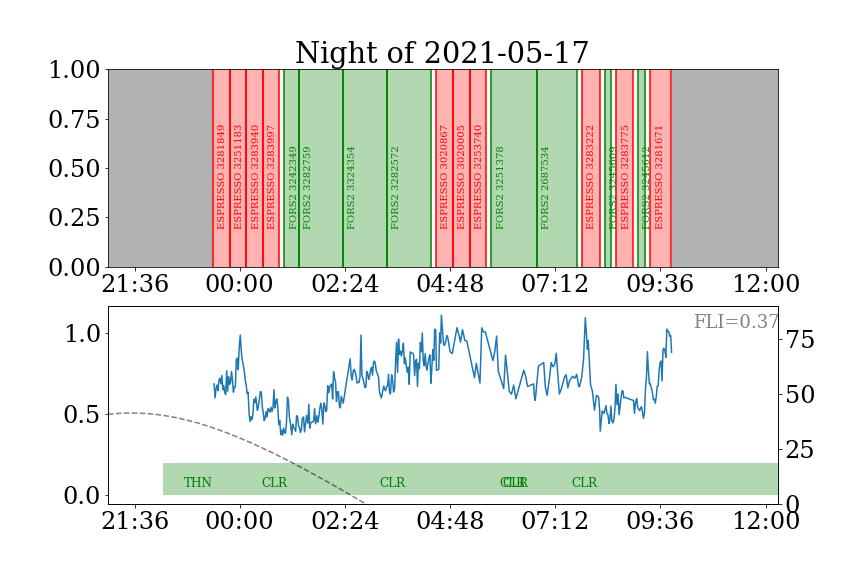 Night of 2021-05-17
1.00
0.75
0.50
0.25
0.00
ESPRESSO 3281849
ESPRESSO 3251183
ESPRESSO 3283940
ESPRESSO 3283997
FORS2 3242349
FORS2 3282759
FORS2 3324354
FORS2 3282572
ESPRESSO 3020867
ESPRESSO 3020005
ESPRESSO 3253740
FORS2 3251378
FORS2 2687534
ESPRESSO 3283222
FORS2
ESPRESSO 3283775
FORS2 3245612
ESPRESSO 3281671
21:36 00:00 02:24 04:48 07:12 09:36 12:00
FLI=0.37
1.0
0.5
0.0
75
50
25
0
THN CLR CLR CLR CLR CLR
21:36 00:00 02:24 04:48 07:12 09:36 12:00